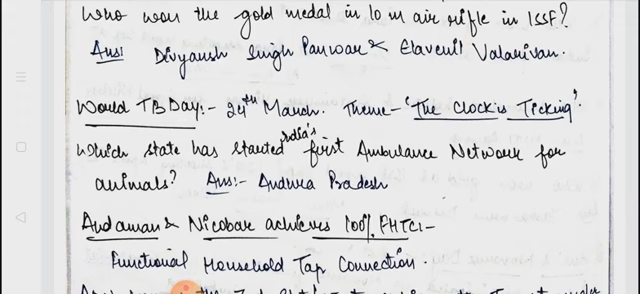 Who won the gold medal in 10 m air rifle in ISSF?
Ans: Divyansh Singh Panwar & Elavenil Valarivan.
World TB Day:- 24th March. Theme- 'The Clock is Ticking'.
Which state has started India's first Ambulance Network for
animals? Ans:- Andhra Pradesh
Andaman & Nicobar achieves 100% FHTC:-
Functional Household Tap Connection.